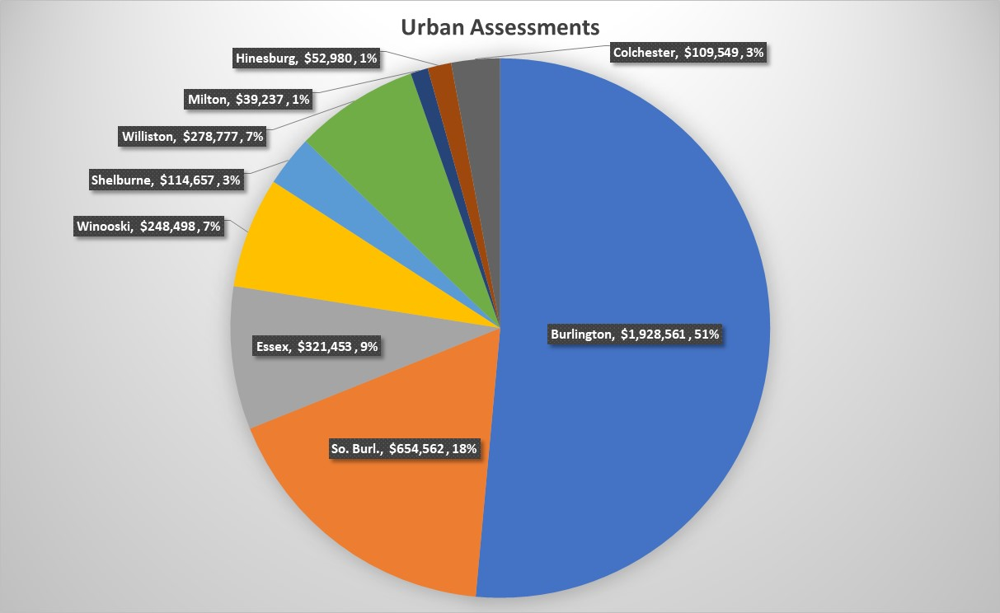 Urban Assessments
Colchester, $109,549, 3%
Hinesburg, $52,980, 1%
Milton, $39,237, 1%
Williston, $278,777, 7%
Shelburne, $114,657, 3%
Winooski, $248,498, 7%
Burlington, $1,928,561, 51%
Essex, $321,453, 9%
So. Burl., $654,562, 18%